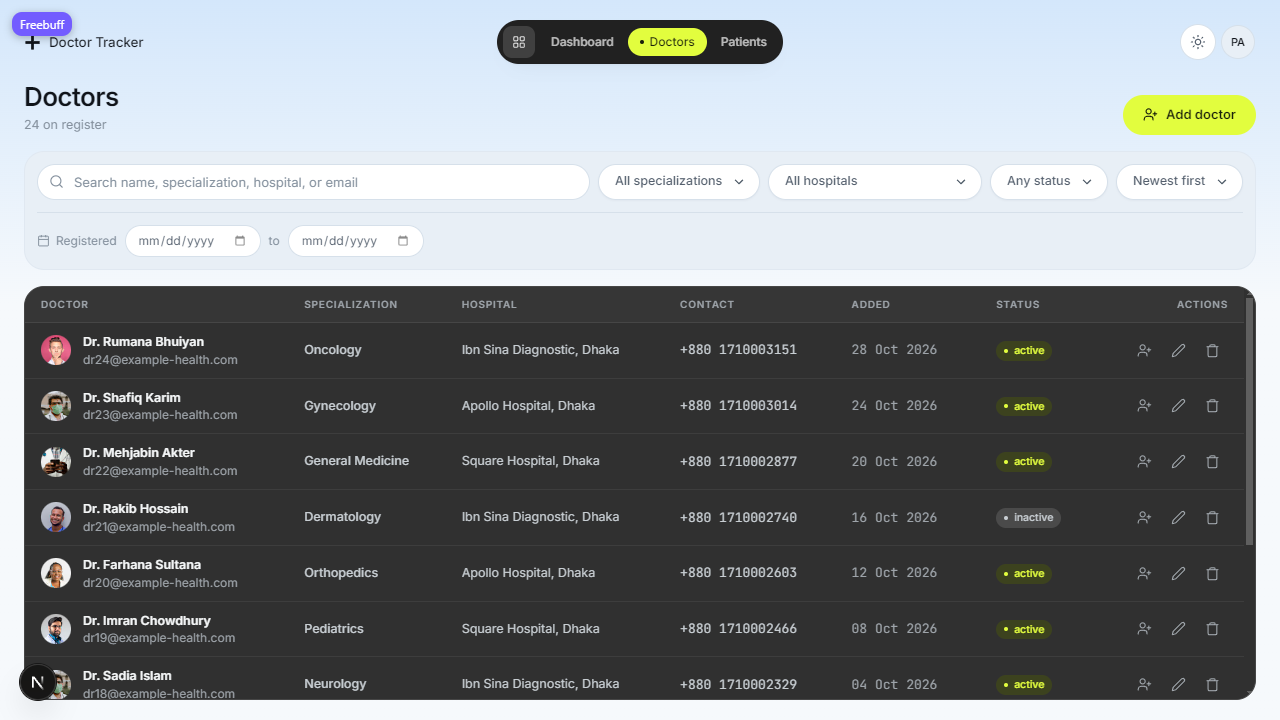 Freebuff
Doctor Tracker
Dashboard
Doctors
Patients
PA
Doctors
24 on register
Add doctor
Search name, specialization, hospital, or email
All specializations
All hospitals
Any status
Newest first
Registered mm/dd/yyyy to mm/dd/yyyy
DOCTOR SPECIALIZATION HOSPITAL CONTACT ADDED STATUS ACTIONS
Dr. Rumana Bhuiyan
dr24@example-health.com
Oncology Ibn Sina Diagnostic, Dhaka +880 1710003151 28 Oct 2026 active
Dr. Shafiq Karim
dr23@example-health.com
Gynecology Apollo Hospital, Dhaka +880 1710003014 24 Oct 2026 active
Dr. Mehjabin Akter
dr22@example-health.com
General Medicine Square Hospital, Dhaka +880 1710002877 20 Oct 2026 active
Dr. Rakib Hossain
dr21@example-health.com
Dermatology Ibn Sina Diagnostic, Dhaka +880 1710002740 16 Oct 2026 inactive
Dr. Farhana Sultana
dr20@example-health.com
Orthopedics Apollo Hospital, Dhaka +880 1710002603 12 Oct 2026 active
Dr. Imran Chowdhury
dr19@example-health.com
Pediatrics Square Hospital, Dhaka +880 1710002466 08 Oct 2026 active
Dr. Sadia Islam
dr18@example-health.com
Neurology Ibn Sina Diagnostic, Dhaka +880 1710002329 04 Oct 2026 active
N